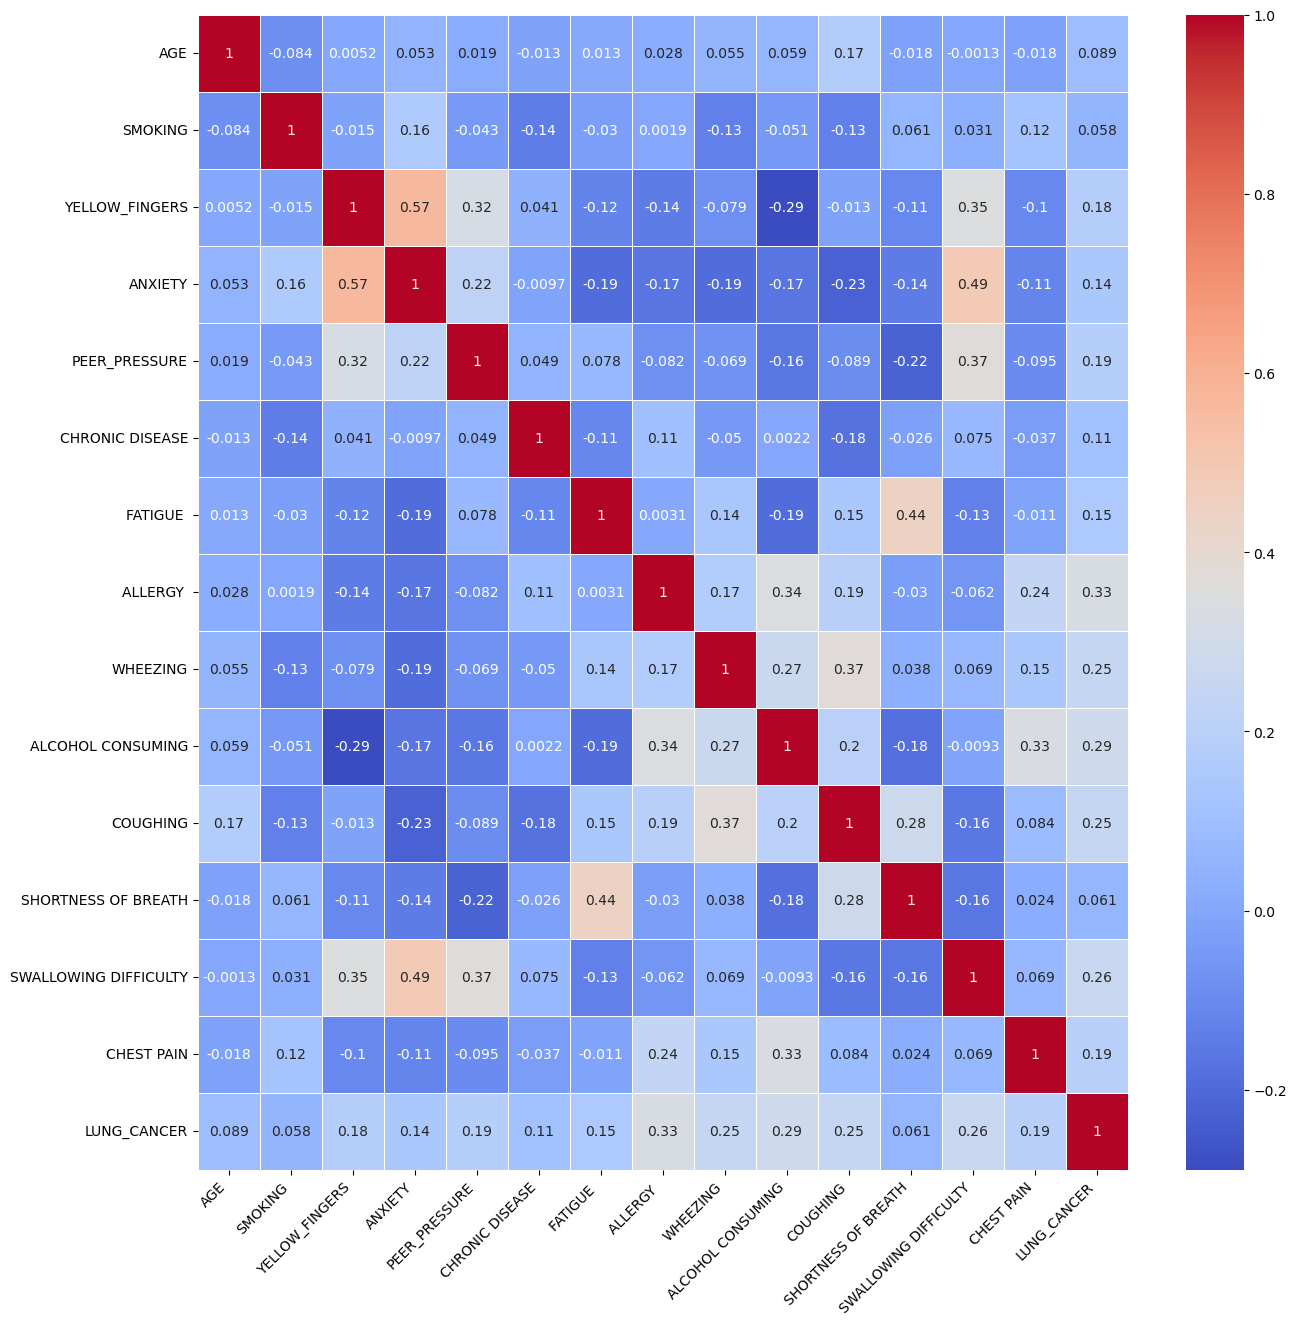 AGE 1 -0.084 0.0052 0.053 0.019 -0.013 0.013 0.028 0.055 0.059 0.17 -0.018 -0.0013 -0.018 0.089
SMOKING -0.084 1 -0.015 0.16 -0.043 -0.14 -0.03 0.0019 -0.13 -0.051 -0.13 0.061 0.031 0.12 0.058
YELLOW_FINGERS 0.0052 -0.015 1 0.57 0.32 0.041 -0.12 -0.14 -0.079 -0.29 -0.013 -0.11 0.35 -0.1 0.18
ANXIETY 0.053 0.16 0.57 1 0.22 -0.0097 -0.19 -0.17 -0.19 -0.17 -0.23 -0.14 0.49 -0.11 0.14
PEER_PRESSURE 0.019 -0.043 0.32 0.22 1 0.049 0.078 -0.082 -0.069 -0.16 -0.089 -0.22 0.37 -0.095 0.19
CHRONIC DISEASE -0.013 -0.14 0.041 -0.0097 0.049 1 -0.11 0.11 -0.05 0.0022 -0.18 -0.026 0.075 -0.037 0.11
FATIGUE 0.013 -0.03 -0.12 -0.19 0.078 -0.11 1 0.0031 0.14 -0.19 0.15 0.44 -0.13 -0.011 0.15
ALLERGY 0.028 0.0019 -0.14 -0.17 -0.082 0.11 0.0031 1 0.17 0.34 0.19 -0.03 -0.062 0.24 0.33
WHEEZING 0.055 -0.13 -0.079 -0.19 -0.069 -0.05 0.14 0.17 1 0.27 0.37 0.038 0.069 0.15 0.25
ALCOHOL CONSUMING 0.059 -0.051 -0.29 -0.17 -0.16 0.0022 -0.19 0.34 0.27 1 0.2 -0.18 -0.0093 0.33 0.29
COUGHING 0.17 -0.13 -0.013 -0.23 -0.089 -0.18 0.15 0.19 0.37 0.2 1 0.28 -0.16 0.084 0.25
SHORTNESS OF BREATH -0.018 0.061 -0.11 -0.14 -0.22 -0.026 0.44 -0.03 0.038 -0.18 0.28 1 -0.16 0.024 0.061
SWALLOWING DIFFICULTY -0.0013 0.031 0.35 0.49 0.37 0.075 -0.13 -0.062 0.069 -0.0093 -0.16 -0.16 1 0.069 0.26
CHEST PAIN -0.018 0.12 -0.1 -0.11 -0.095 -0.037 -0.011 0.24 0.15 0.33 0.084 0.024 0.069 1 0.19
LUNG_CANCER 0.089 0.058 0.18 0.14 0.19 0.11 0.15 0.33 0.25 0.29 0.25 0.061 0.26 0.19 1
AGE
SMOKING
YELLOW_FINGERS
ANXIETY
PEER_PRESSURE
CHRONIC DISEASE
FATIGUE
ALLERGY
WHEEZING
ALCOHOL CONSUMING
COUGHING
SHORTNESS OF BREATH
SWALLOWING DIFFICULTY
CHEST PAIN
LUNG_CANCER
1.0
0.8
0.6
0.4
0.2
0.0
−0.2